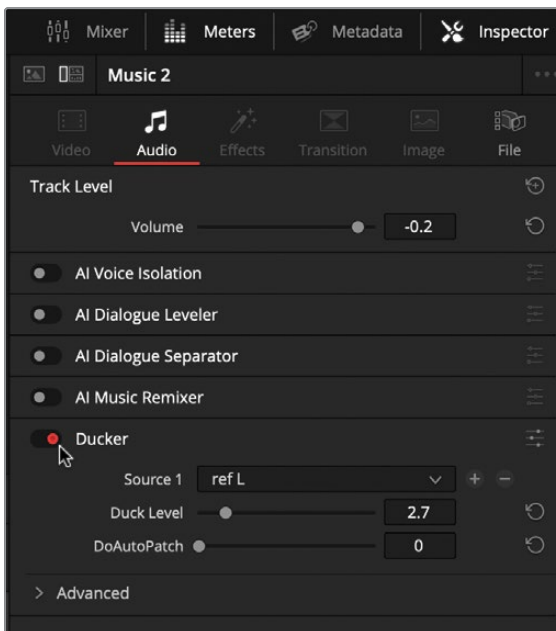 Mixer Meters Metadata Inspector
Music 2
Video Audio Effects Transition Image File
Track Level
Volume -0.2
AI Voice Isolation
AI Dialogue Leveler
AI Dialogue Separator
AI Music Remixer
Ducker
Source 1 ref L
Duck Level 2.7
DoAutoPatch 0
Advanced